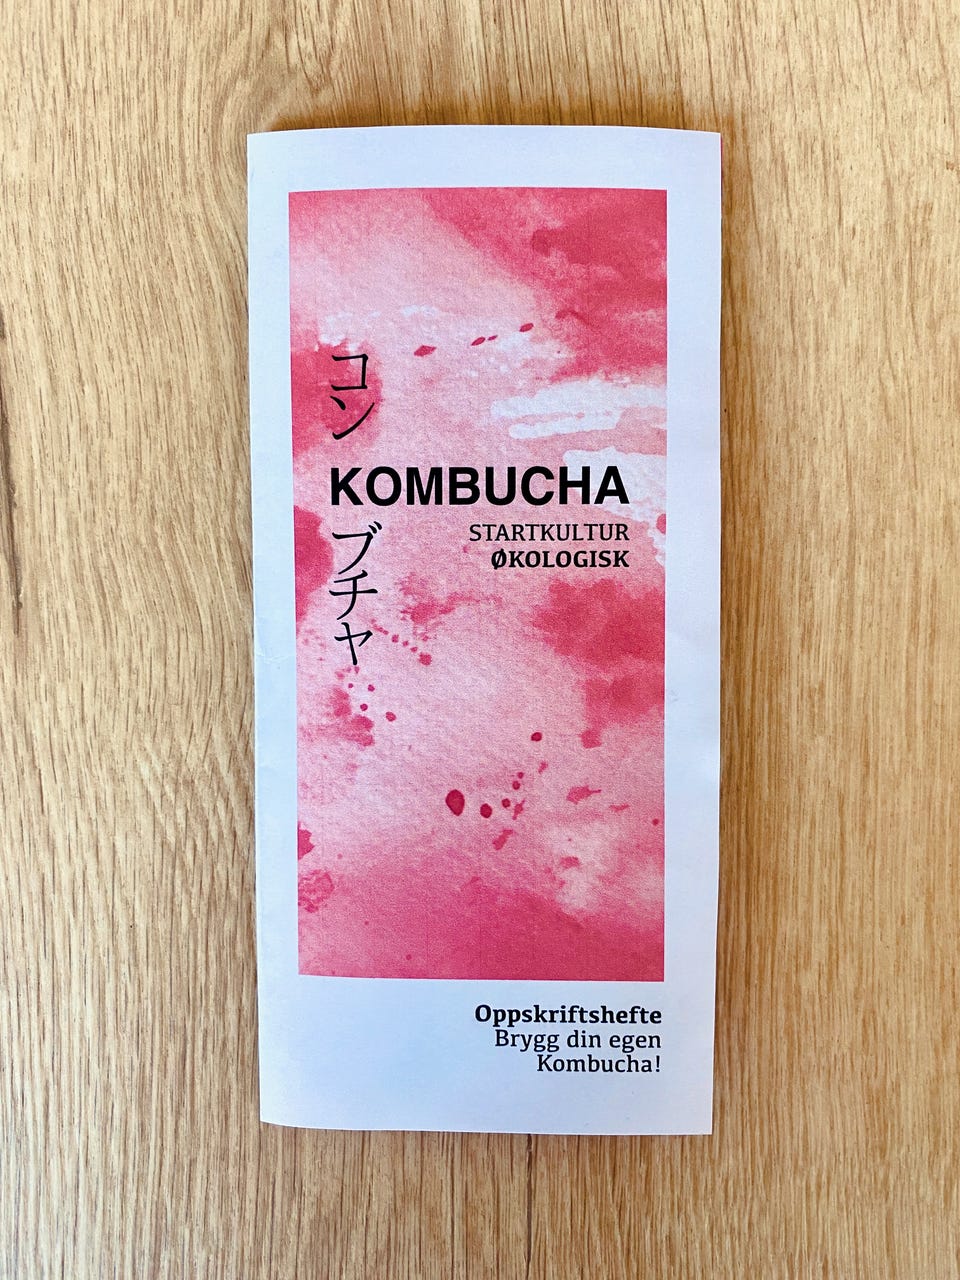 コン
KOMBUCHA
ブチャ
STARTKULTUR
ØKOLOGISK
Oppskriftshefte
Brygg din egen
Kombucha!